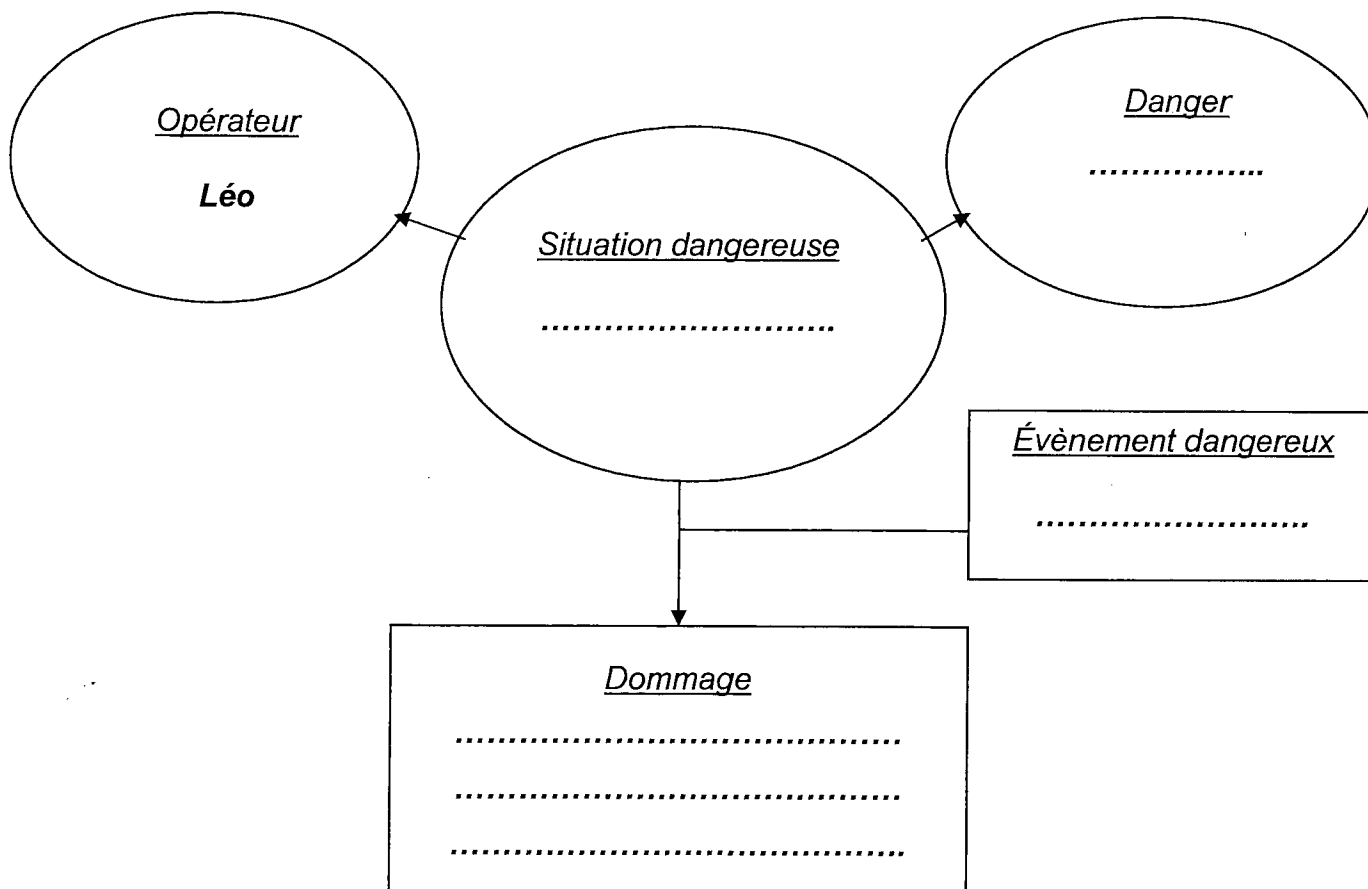 Opérateur
Léo
Danger
.................
Situation dangereuse
............................
Évènement dangereux
..........................
Dommage
...........................................
...........................................
...........................................